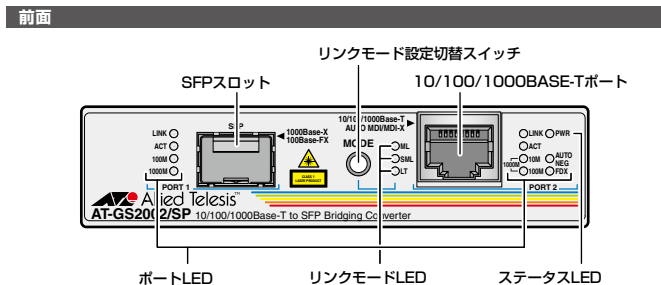 前面
リンクモード設定切替スイッチ
SFPスロット
10/100/1000BASE-Tポート
LINK
ACT
100M
1000M
PORT 1
SFP
1000Base-X
100Base-FX
CLASS 1
LASER PRODUCT
10/100/1000Base-T
AUTO MDI/MDI-X
MODE
ML
SML
LT
LINK
PWR
ACT
1000M
10M
100M
AUTO
NEG
FDX
PORT 2
Allied Telesis™
AT-GS2002/SP 10/100/1000Base-T to SFP Bridging Converter
ポートLED
リンクモードLED
ステータスLED